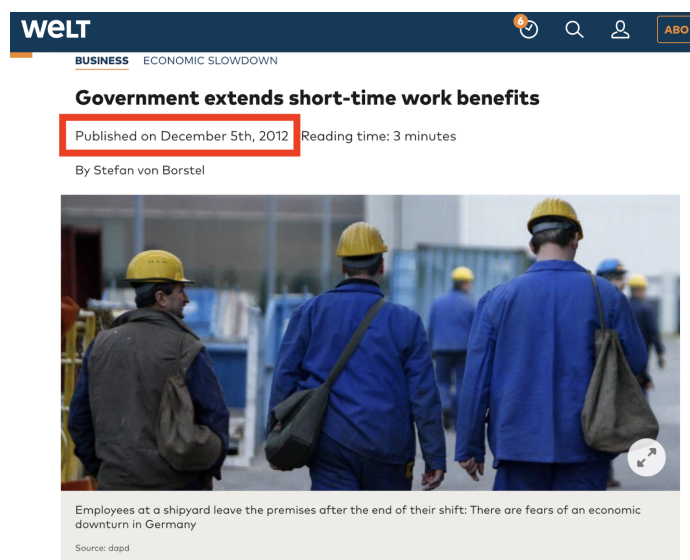 WELT
6
ABO
BUSINESS ECONOMIC SLOWDOWN
Government extends short-time work benefits
Published on December 5th, 2012 Reading time: 3 minutes
By Stefan von Borstel
Employees at a shipyard leave the premises after the end of their shift: There are fears of an economic
downturn in Germany
Source: dapd